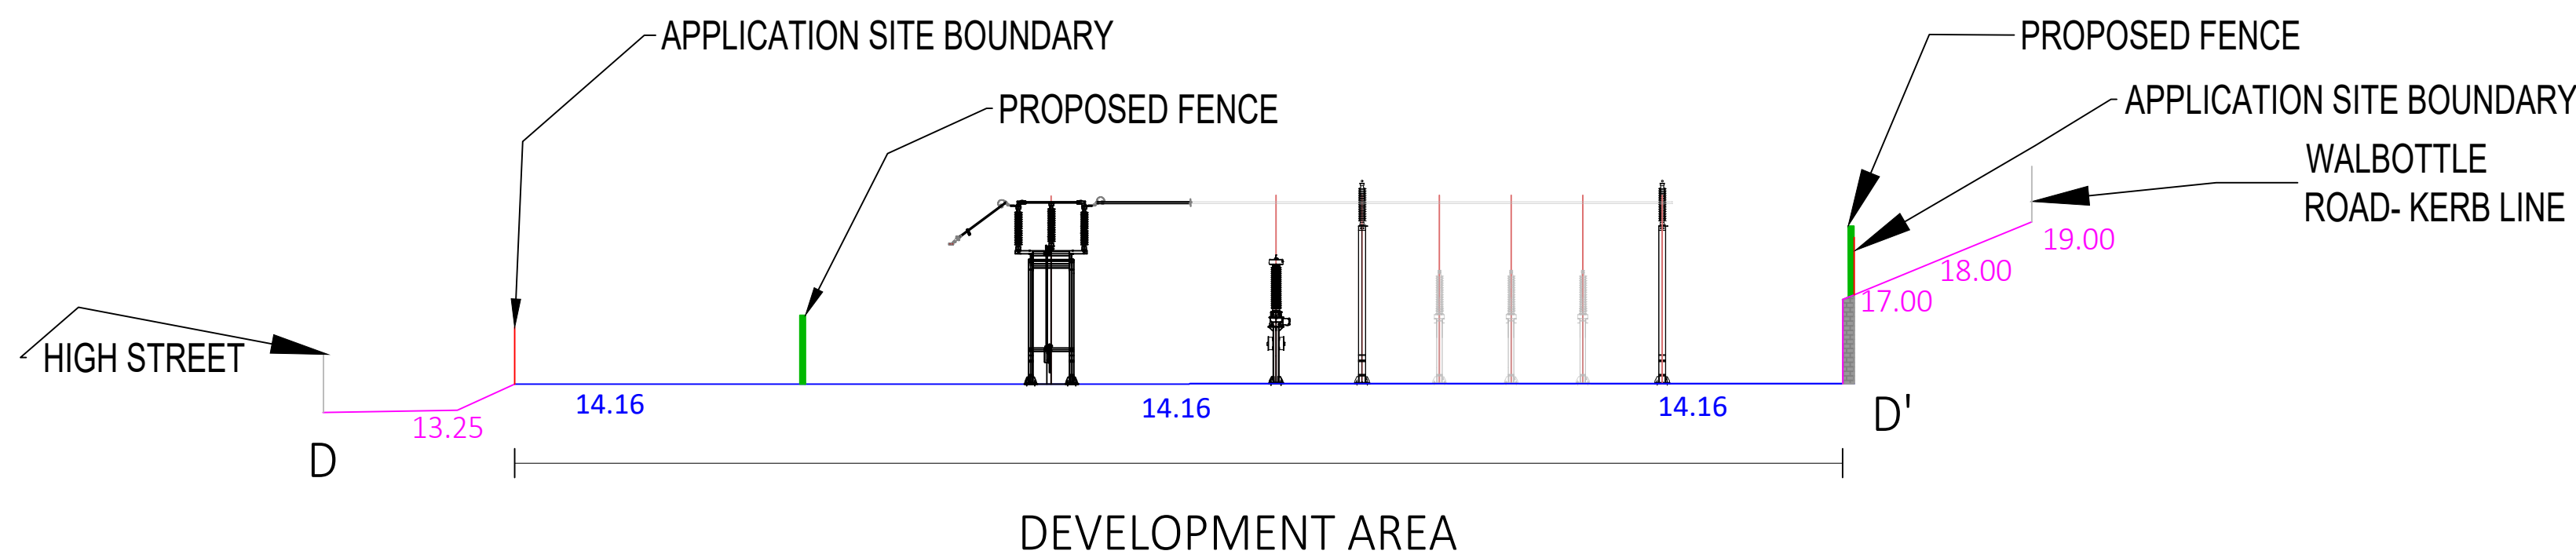 APPLICATION SITE BOUNDARY
PROPOSED FENCE
PROPOSED FENCE
APPLICATION SITE BOUNDARY
WALBOTTLE
ROAD- KERB LINE
19.00
18.00
17.00
HIGH STREET
13.25
14.16
14.16
14.16
D
D'
DEVELOPMENT AREA